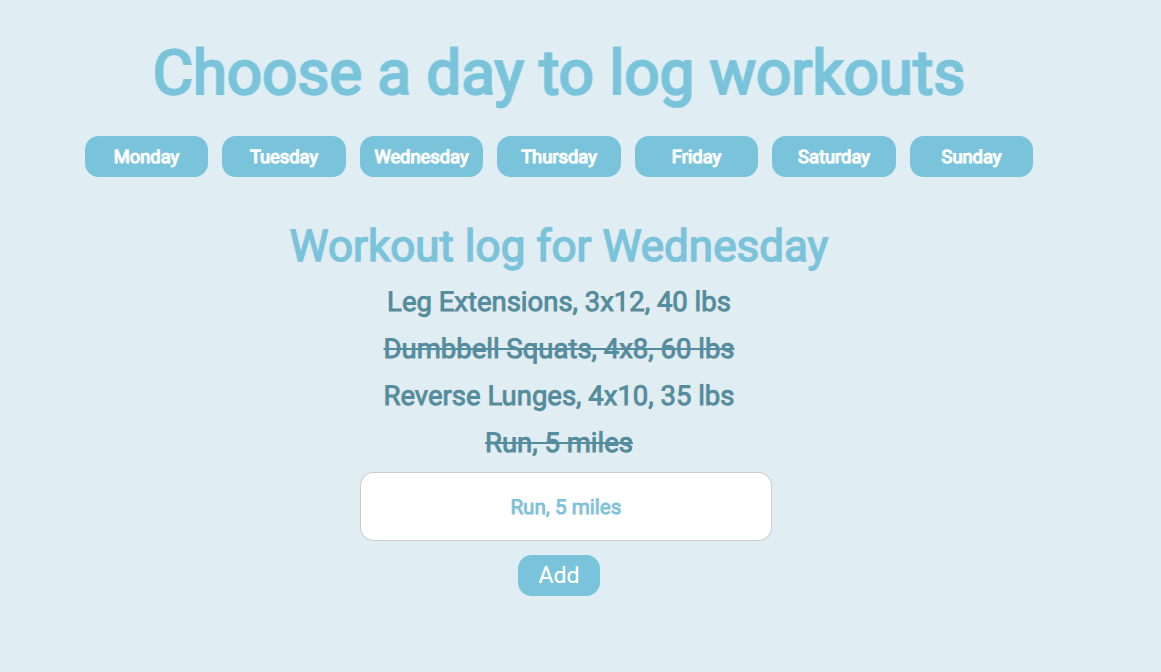 Choose a day to log workouts
Monday Tuesday Wednesday Thursday Friday Saturday Sunday
Workout log for Wednesday
Leg Extensions, 3x12, 40 lbs
Dumbbell Squats, 4x8, 60 lbs
Reverse Lunges, 4x10, 35 lbs
Run, 5 miles
Run, 5 miles
Add